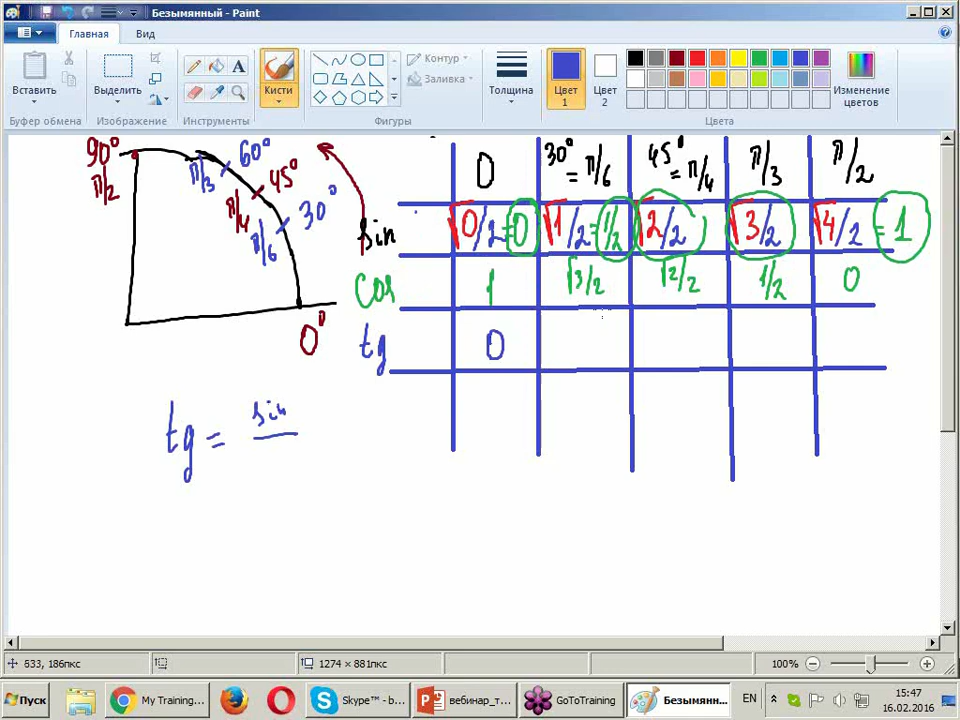 Безымянный - Paint
Главная Вид
Вставить Выделить Кисти Контур Заливка Толщина Цвет 1 Цвет 2 Изменение цветов
Буфер обмена Изображение Инструменты Фигуры Цвета
90° π/2 π/3 60° π/4 45° π/6 30° 0°
0 30° = π/6 45° = π/4 π/3 π/2
sin √0/2 = 0 √1/2 = 1/2 √2/2 √3/2 √4/2 = 1
cos 1 √3/2 √2/2 1/2 0
tg 0
tg = sin
633, 186пкс 1274 × 881пкс 100%
Пуск My Training... sin Skype™ - b... вебинар_т... GoToTraining Безымянны... EN 15:47
16.02.2016